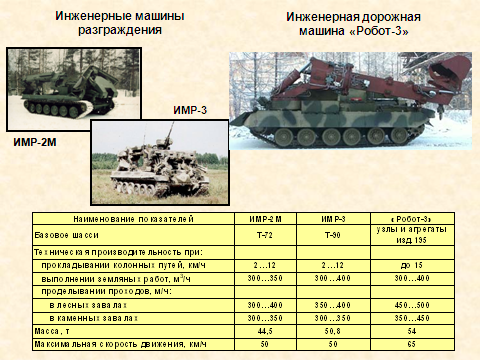 Инженерные машины
разграждения
Инженерная дорожная
машина «Робот-3»
ИМР-3
ИМР-2М
Наименование показателей ИМР-2М ИМР-3 «Робот-3»
Базовое шасси Т-72 Т-90 узлы и агрегаты
изд. 195
Техническая производительность при:
прокладывании колонных путей, км/ч 2...12 2...12 до 15
выполнении земляных работ, м³/ч 300...350 300...400 300...400
проделывании проходов, м/ч:
в лесных завалах 300...400 350...400 450...500
в каменных завалах 300...350 300...350 350...450
Масса, т 44,5 50,8 54
Максимальная скорость движения, км/ч 50 50 65